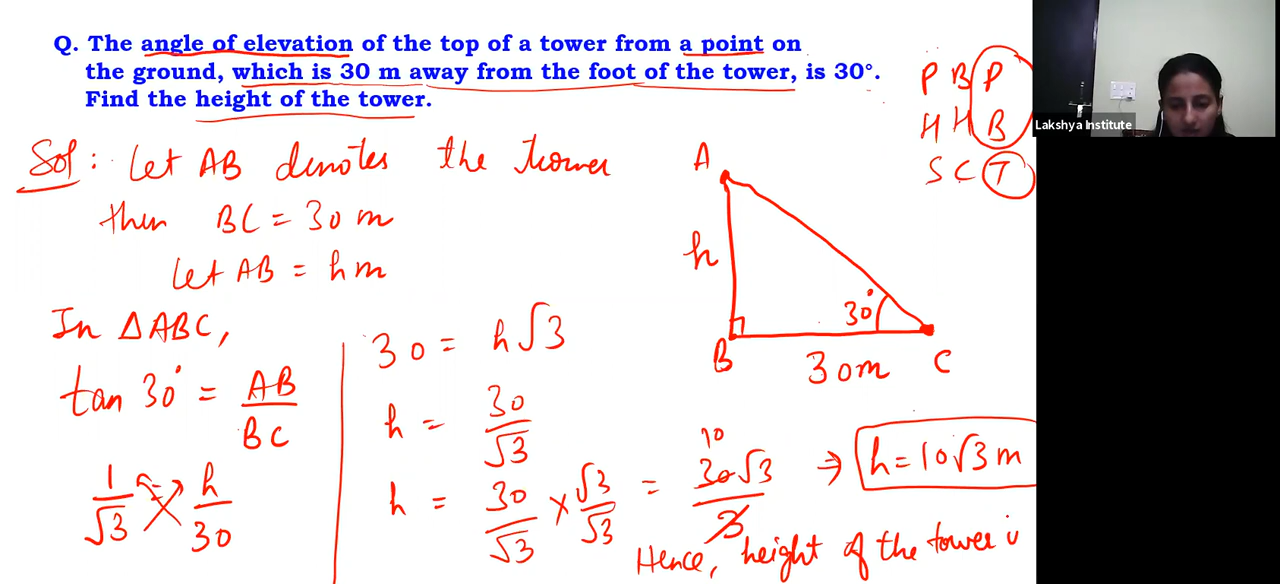 Q. The angle of elevation of the top of a tower from a point on
the ground, which is 30 m away from the foot of the tower, is 30°.
Find the height of the tower.
P B P
H H B
S C T
Lakshya Institute
Sol: Let AB denotes the tower
then BC = 30 m
Let AB = h m
In △ABC,
tan 30° = AB/BC
1/√3 = h/30
30 = h√3
h = 30/√3
h = 30/√3 × √3/√3 = 30√3/3 ⇒ h = 10√3 m
10
Hence, height of the tower i
A
h
30°
B
30m
C